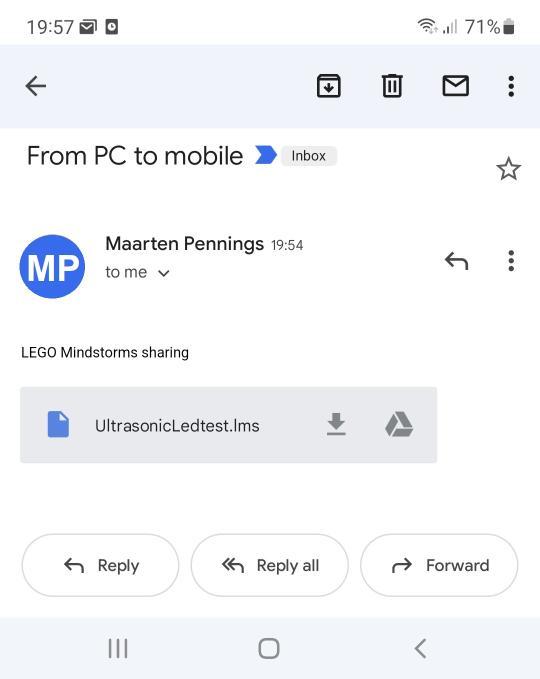 19:57 71%
From PC to mobile Inbox
Maarten Pennings 19:54
MP
to me
LEGO Mindstorms sharing
UltrasonicLedtest.lms
Reply Reply all Forward